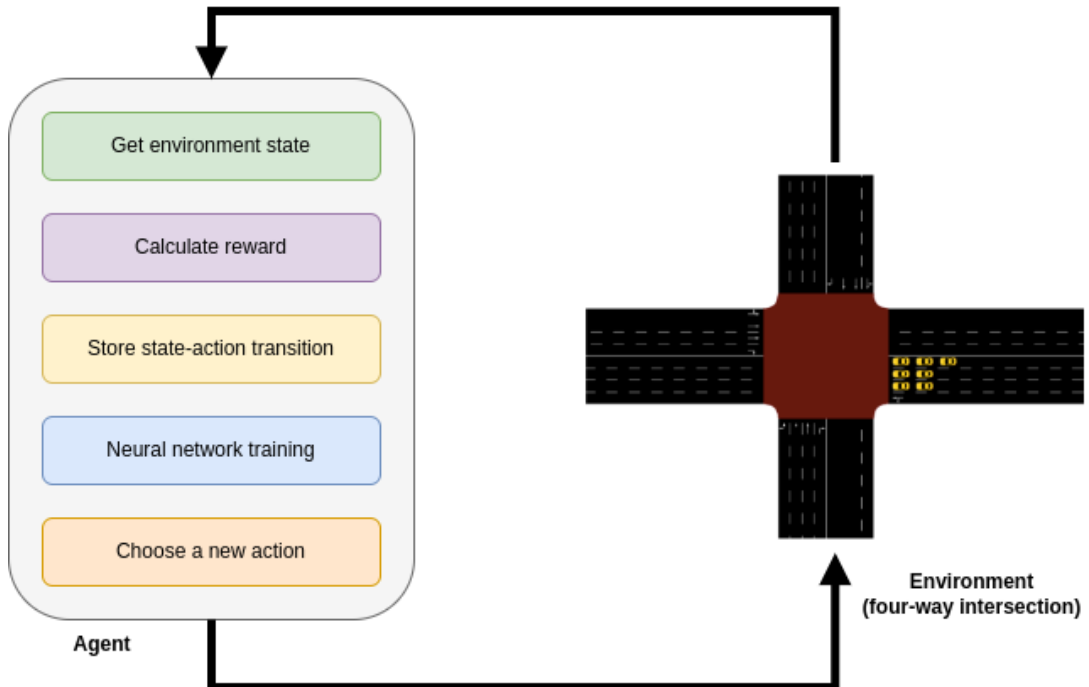 Get environment state
Calculate reward
Store state-action transition
Neural network training
Choose a new action
Agent
Environment
(four-way intersection)